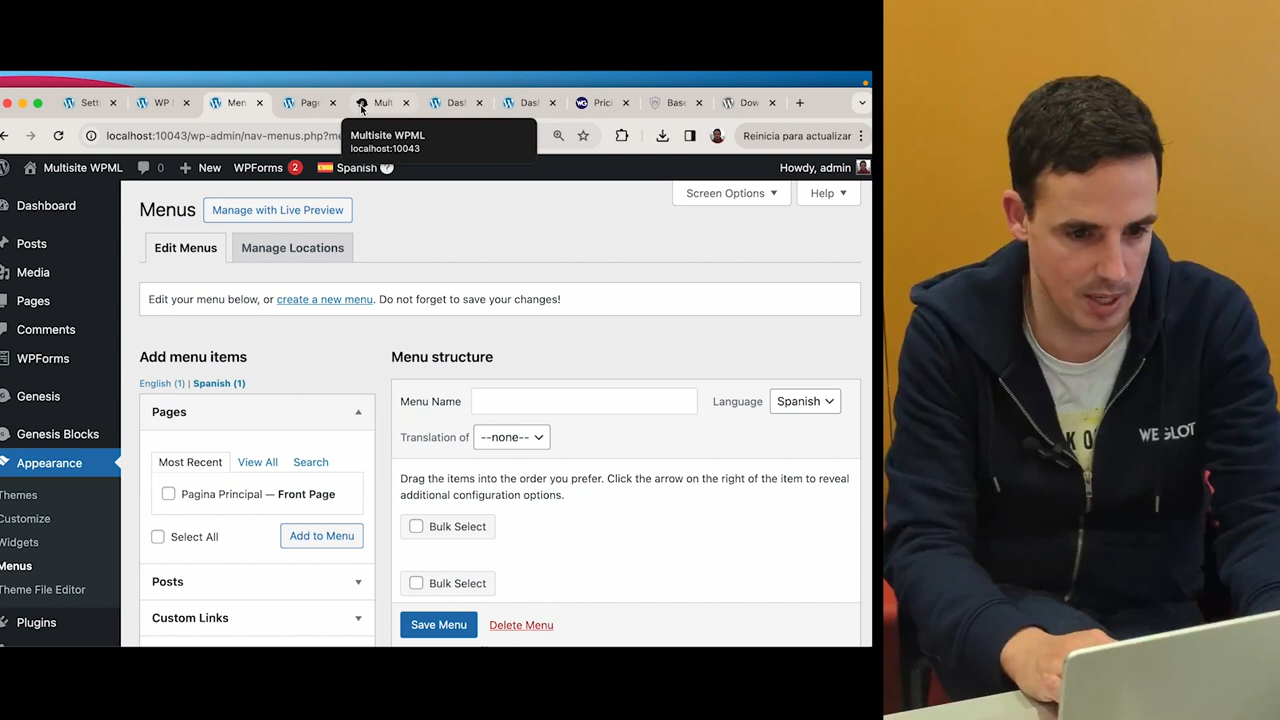 Setti
WP
Men
Page
Mult
Das
Das
Prici
Base
Dow
localhost:10043/wp-admin/nav-menus.php?me
Reinicia para actualizar
Multisite WPML
localhost:10043
Multisite WPML
0
New
WPForms 2
Spanish
Howdy, admin
Dashboard
Posts
Media
Pages
Comments
WPForms
Genesis
Genesis Blocks
Appearance
Themes
Customize
Widgets
Menus
Theme File Editor
Plugins
Screen Options
Help
Menus
Manage with Live Preview
Edit Menus
Manage Locations
Edit your menu below, or create a new menu. Do not forget to save your changes!
Add menu items
English (1) | Spanish (1)
Pages
Most Recent
View All
Search
Pagina Principal — Front Page
Select All
Add to Menu
Posts
Custom Links
Menu structure
Menu Name
Language
Spanish
Translation of
--none--
Drag the items into the order you prefer. Click the arrow on the right of the item to reveal
additional configuration options.
Bulk Select
Bulk Select
Save Menu
Delete Menu
WEGLOT